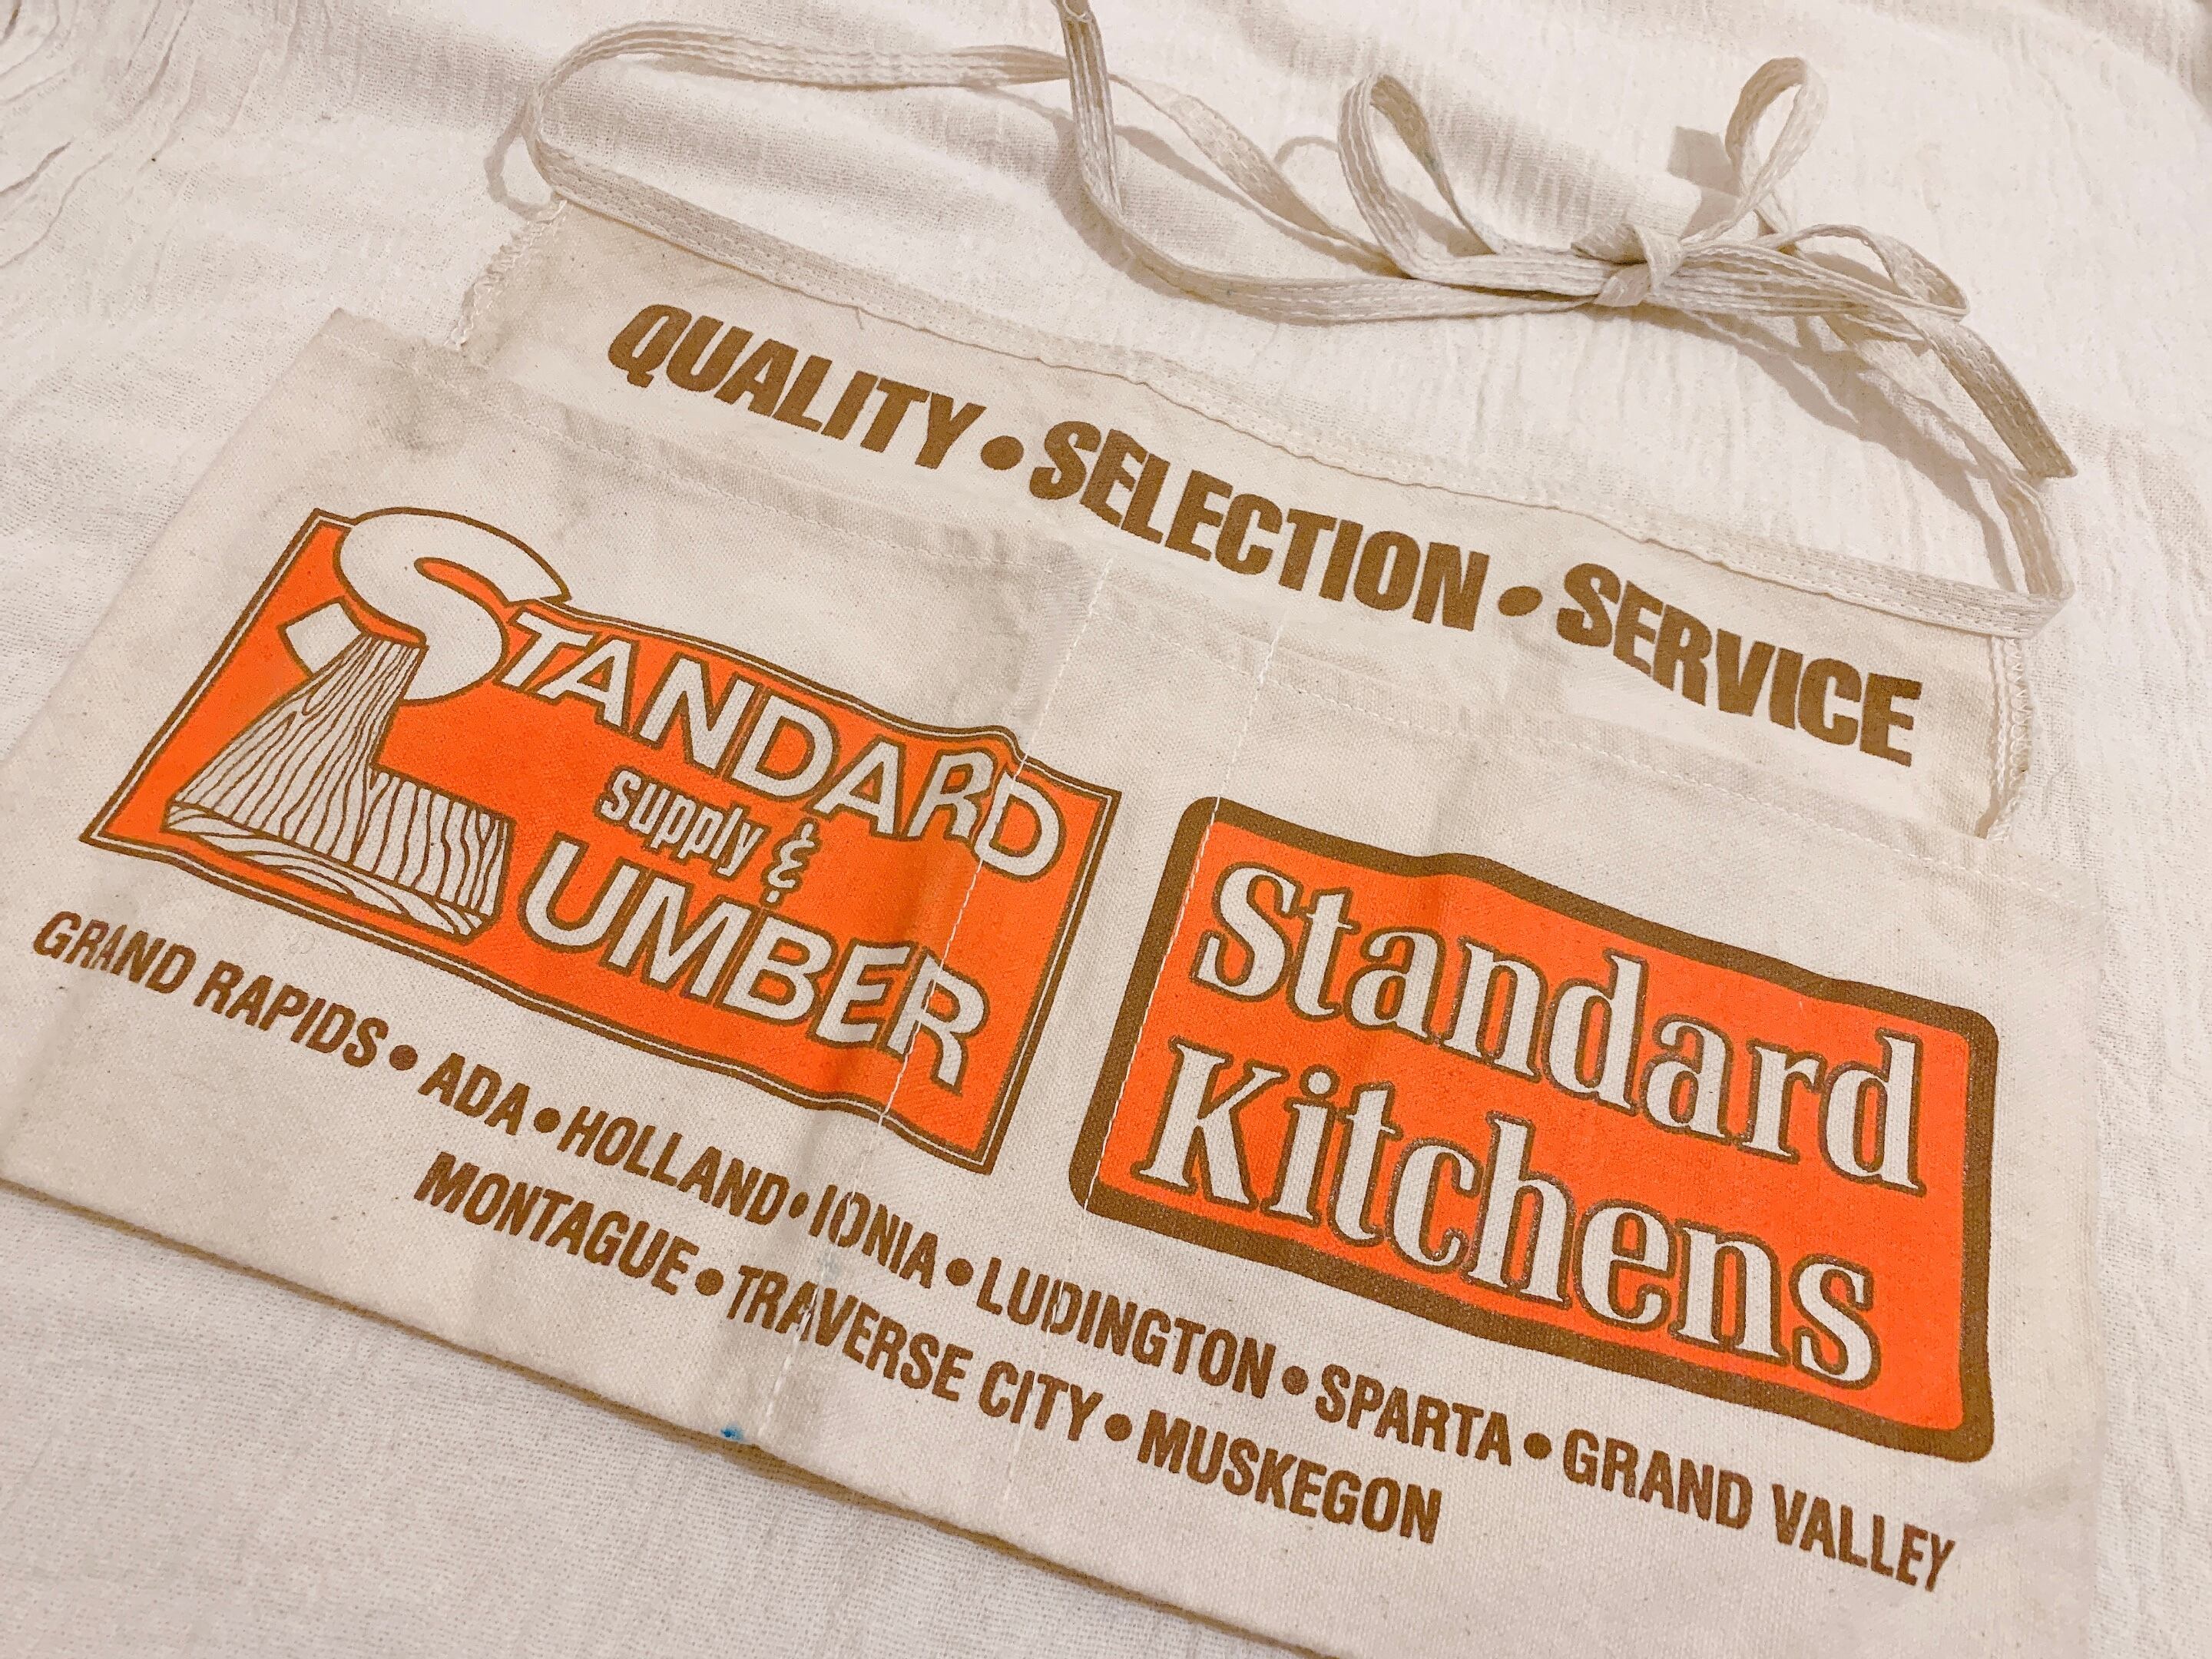 QUALITY • SELECTION • SERVICE
STANDARD
supply &
LUMBER
Standard
Kitchens
GRAND RAPIDS • ADA • HOLLAND • IONIA • LUDINGTON • SPARTA • GRAND VALLEY
MONTAGUE • TRAVERSE CITY • MUSKEGON